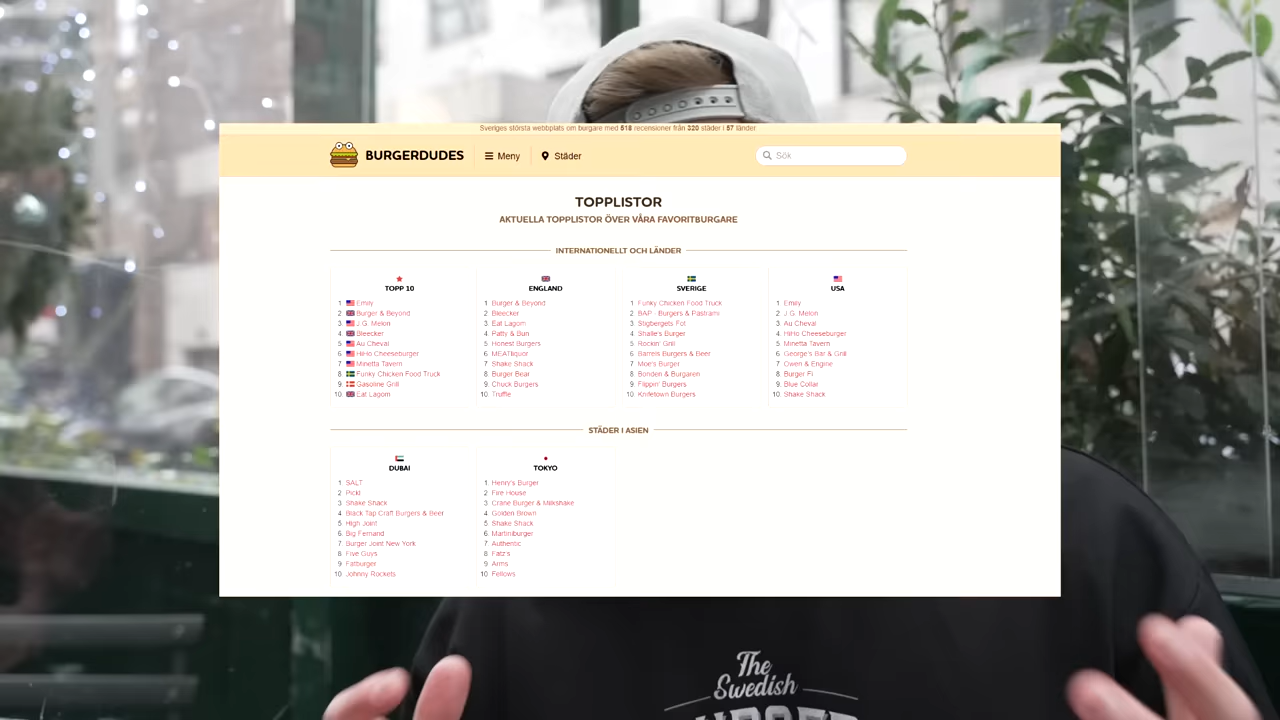 Sveriges största webbplats om burgare med 518 recensioner från 320 städer i 57 länder
BURGERDUDES
Meny
Städer
Sök
TOPPLISTOR
AKTUELLA TOPPLISTOR ÖVER VÅRA FAVORITBURGARE
INTERNATIONELLT OCH LÄNDER
TOPP 10
1 Emily
2 Burger & Beyond
3 J.G. Melon
4 Bleecker
5 Au Cheval
6 HiHo Cheeseburger
7 Minetta Tavern
8 Funky Chicken Food Truck
9 Gasoline Grill
10 Eat Lagom
ENGLAND
1 Burger & Beyond
2 Bleecker
3 Eat Lagom
4 Patty & Bun
5 Honest Burgers
6 MEATliquor
7 Shake Shack
8 Burger Bear
9 Chuck Burgers
10 Truffle
SVERIGE
1 Funky Chicken Food Truck
2 BAP - Burgers & Pastrami
3 Stigbergets Fot
4 Shalle's Burger
5 Rockin' Grill
6 Barrels Burgers & Beer
7 Moe's Burger
8 Bonden & Burgaren
9 Flippin' Burgers
10 Knifetown Burgers
USA
1 Emily
2 J.G. Melon
3 Au Cheval
4 HiHo Cheeseburger
5 Minetta Tavern
6 George's Bar & Grill
7 Owen & Engine
8 Burger Fi
9 Blue Collar
10 Shake Shack
STÄDER I ASIEN
DUBAI
1 SALT
2 Pickl
3 Shake Shack
4 Black Tap Craft Burgers & Beer
5 High Joint
6 Big Fernand
7 Burger Joint New York
8 Five Guys
9 Fatburger
10 Johnny Rockets
TOKYO
1 Henry's Burger
2 Fire House
3 Crane Burger & Milkshake
4 Golden Brown
5 Shake Shack
6 Martiniburger
7 Authentic
8 Fatz's
9 Arms
10 Fellows
The
Swedish
BURGER